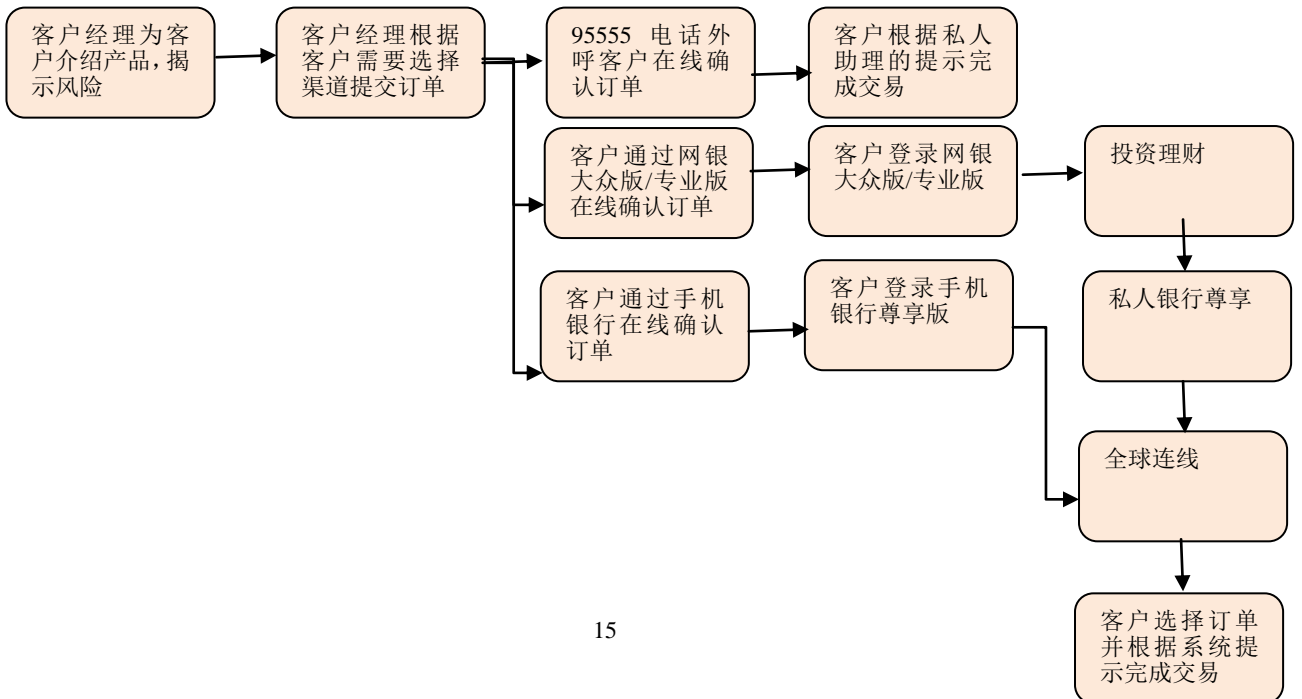 客户经理为客
户介绍产品，揭
示风险
客户经理根据
客户需要选择
渠道提交订单
95555 电话外
呼客户在线确
认订单
客户根据私人
助理的提示完
成交易
客户通过网银
大众版/专业版
在线确认订单
客户登录网银
大众版/专业版
投资理财
客户通过手机
银行在线确认
订单
客户登录手机
银行尊享版
私人银行尊享
全球连线
客户选择订单
并根据系统提
示完成交易
15